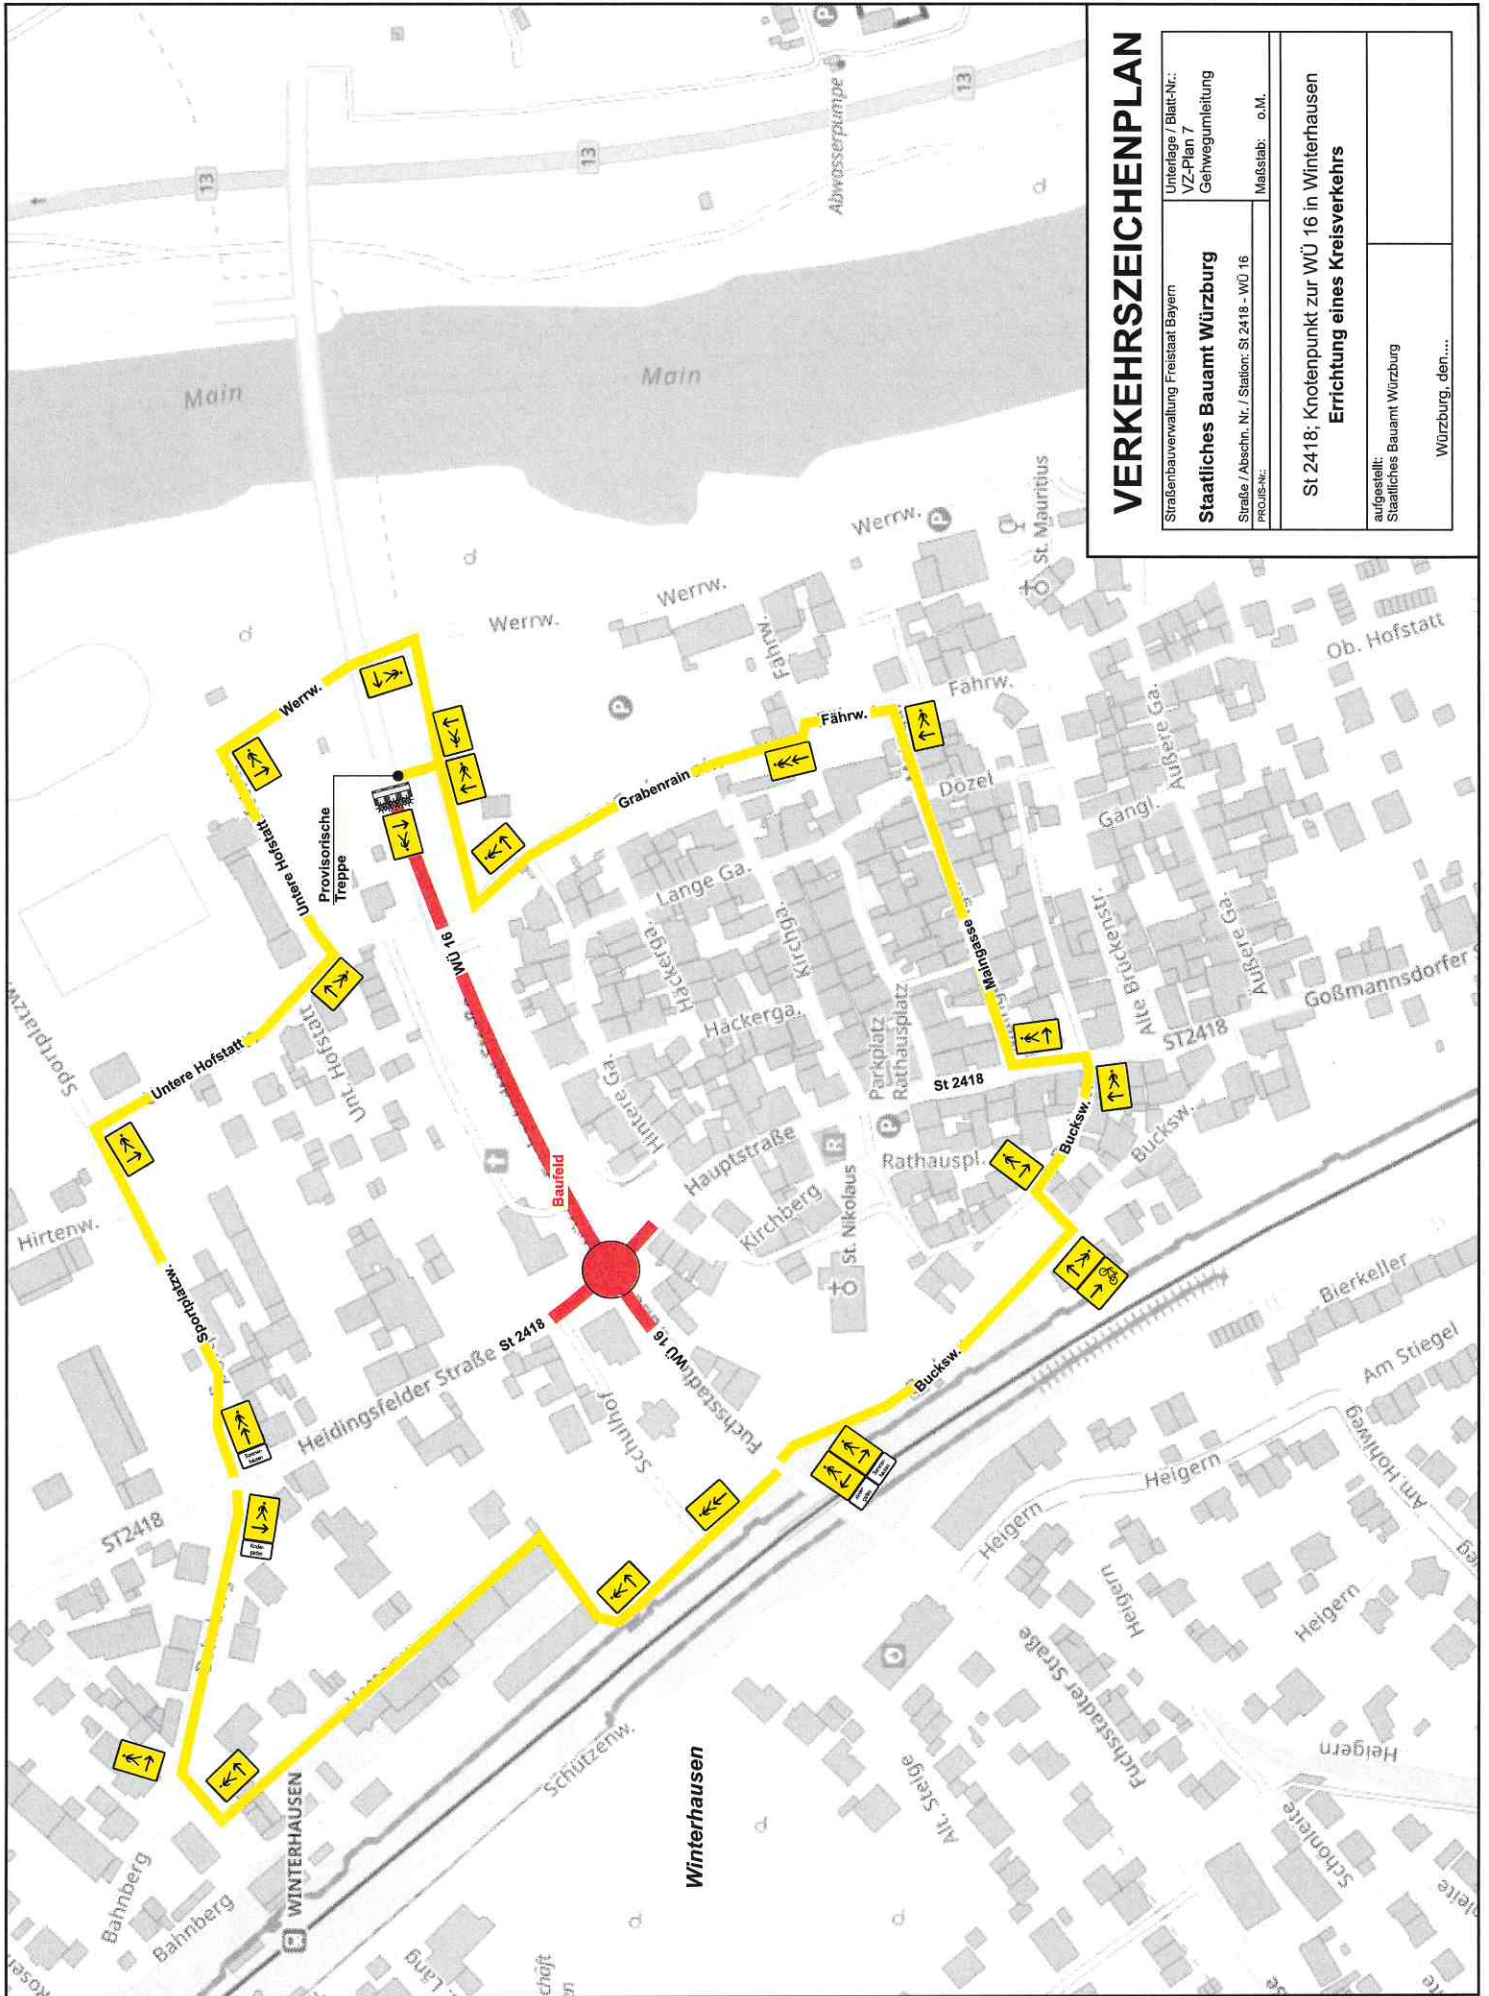 VERKEHRSZEICHENPLAN
Straßenbauverwaltung Freistaat Bayern
Staatliches Bauamt Würzburg
Straße / Abschn. Nr. / Station: St 2418 - WÜ 16
PROJIS-Nr.:
Unterlage / Blatt-Nr.:
VZ-Plan 7
Gehwegumleitung
Maßstab: o.M.
St 2418; Knotenpunkt zur WÜ 16 in Winterhausen
Errichtung eines Kreisverkehrs
aufgestellt:
Staatliches Bauamt Würzburg
Würzburg, den....
13
13
13
Abwasserpumpe
P
Main
Main
Werrw.
Werrw.
Werrw.
Werrw.
P
P
St. Mauritius
Ob. Hofstatt
Fährw.
Fährw.
Fährw.
Provisorische
Treppe
Untere Hofstatt
Untere Hofstatt
Unt. Hofstatt
Sportplatzw.
Sportplatzw.
Hirtenw.
WÜ 16
Baufeld
Grabenrain
Lange Ga.
Häckerga.
Häckerga.
Kirchga.
Hintere Ga.
Dözel
Gangl.
Äußere Ga.
Äußere Ga.
Alte Brückenstr.
Maingasse
Goßmannsdorfer
ST2418
St 2418
Parkplatz
Rathausplatz
P
R
Rathauspl.
Hauptstraße
Kirchberg
St. Nikolaus
Bucksw.
Bucksw.
Bucksw.
Heidingsfelder Straße
St 2418
WÜ 16
Schulhof
ST2418
Bierkeller
Am Stiegel
Am Hohlweg
Heigern
Heigern
Heigern
Heigern
Heigern
Fuchsstadter Straße
Alt. Steige
Schönleite
Schützenw.
Winterhausen
WINTERHAUSEN
Bahnberg
Bahnberg